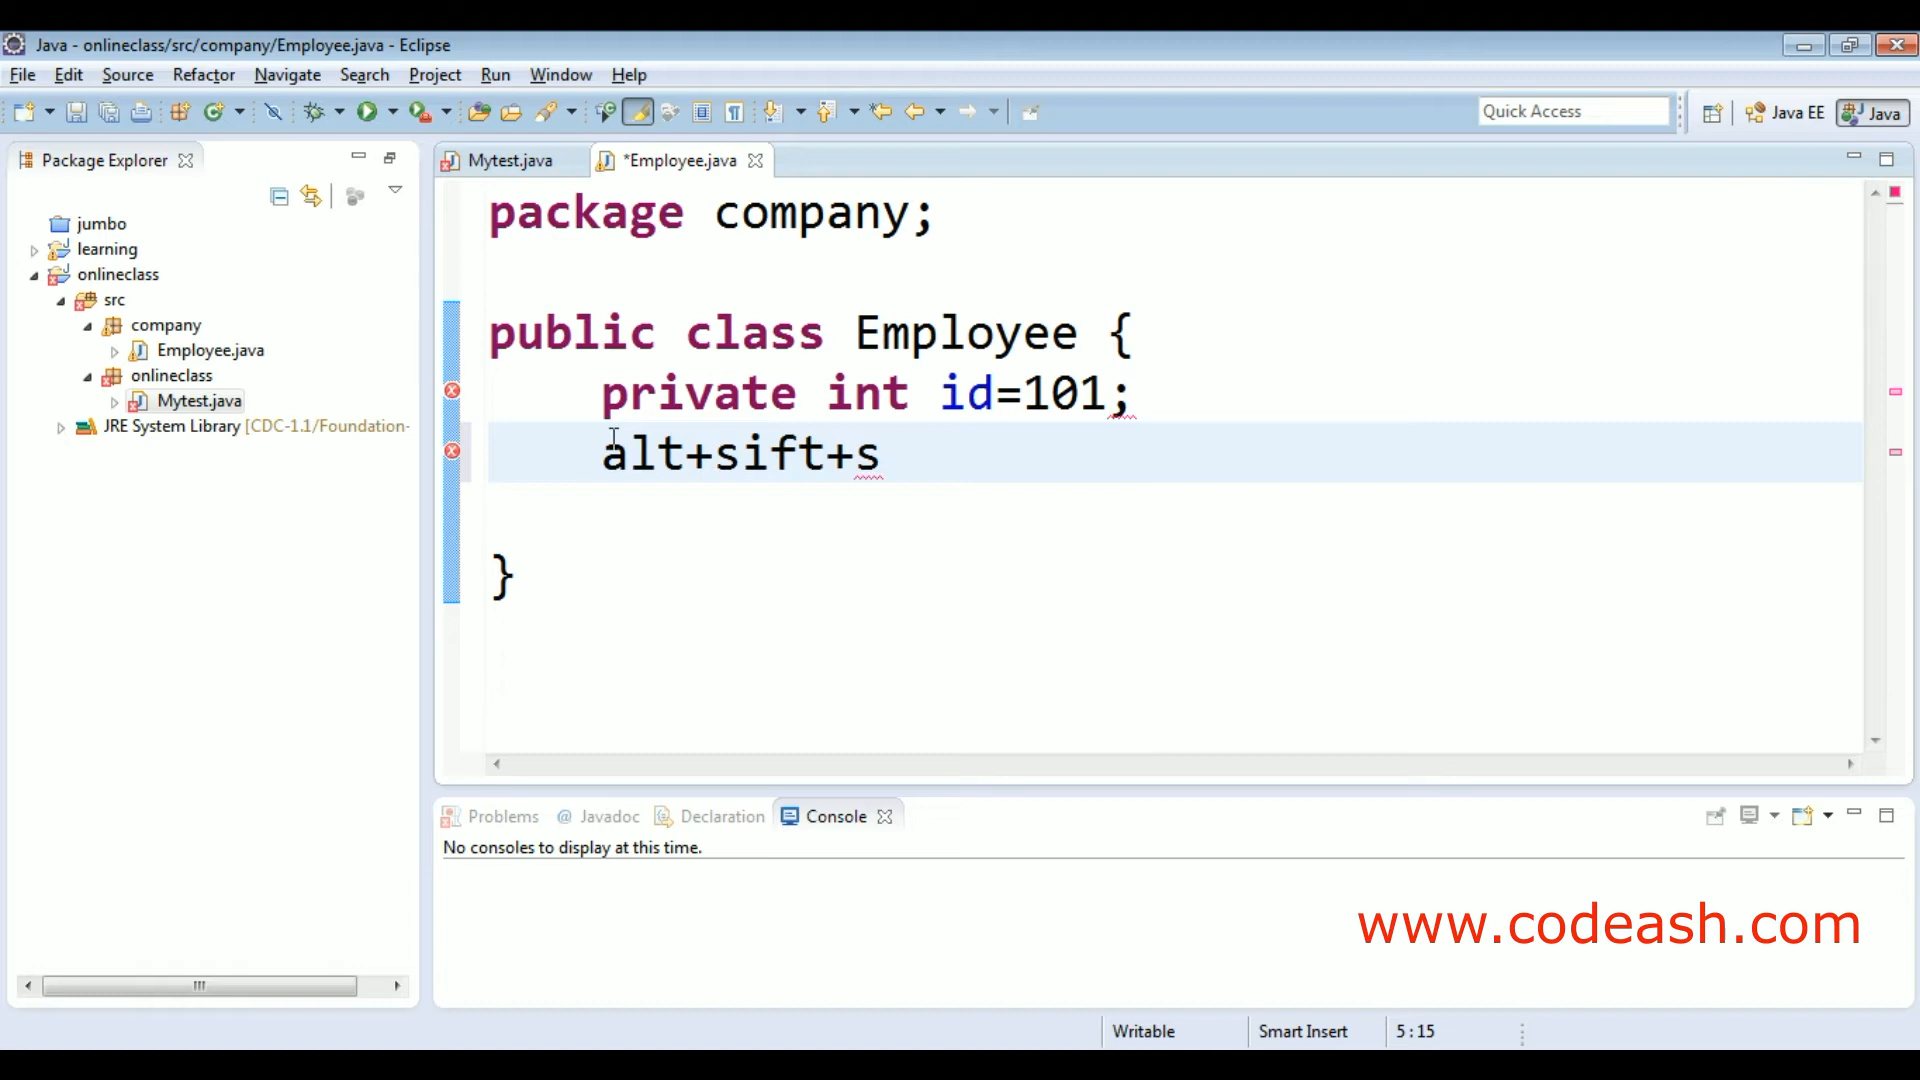 Java - onlineclass/src/company/Employee.java - Eclipse
File Edit Source Refactor Navigate Search Project Run Window Help
Quick Access
Java EE
Java
Package Explorer
Mytest.java
*Employee.java
jumbo
learning
onlineclass
src
company
Employee.java
onlineclass
Mytest.java
JRE System Library [CDC-1.1/Foundation-
package company;
public class Employee {
private int id=101;
alt+sift+s
}
Problems @ Javadoc Declaration Console
No consoles to display at this time.
www.codeash.com
Writable Smart Insert 5 : 15